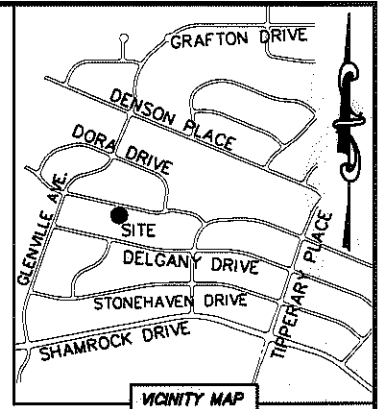 GRAFTON DRIVE
DENSON PLACE
DORA DRIVE
GLENVILLE AVE.
SITE
DELGANY DRIVE
TIPPERARY PLACE
STONEHAVEN DRIVE
SHAMROCK DRIVE
VICINITY MAP